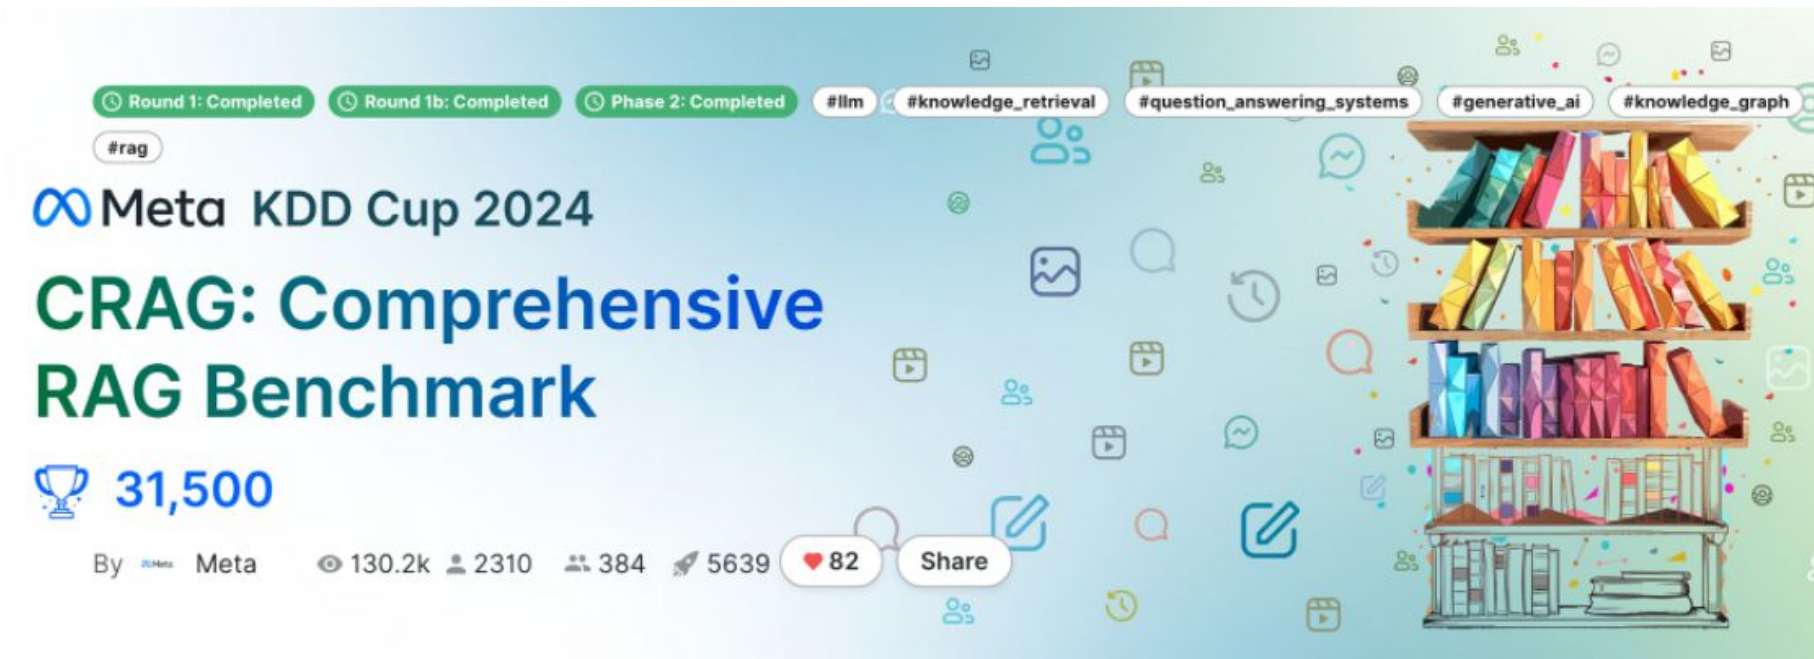 Round 1: Completed Round 1b: Completed Phase 2: Completed #llm #knowledge_retrieval #question_answering_systems #generative_ai #knowledge_graph
#rag
Meta KDD Cup 2024
CRAG: Comprehensive
RAG Benchmark
31,500
By Meta Meta 130.2k 2310 384 5639 82 Share